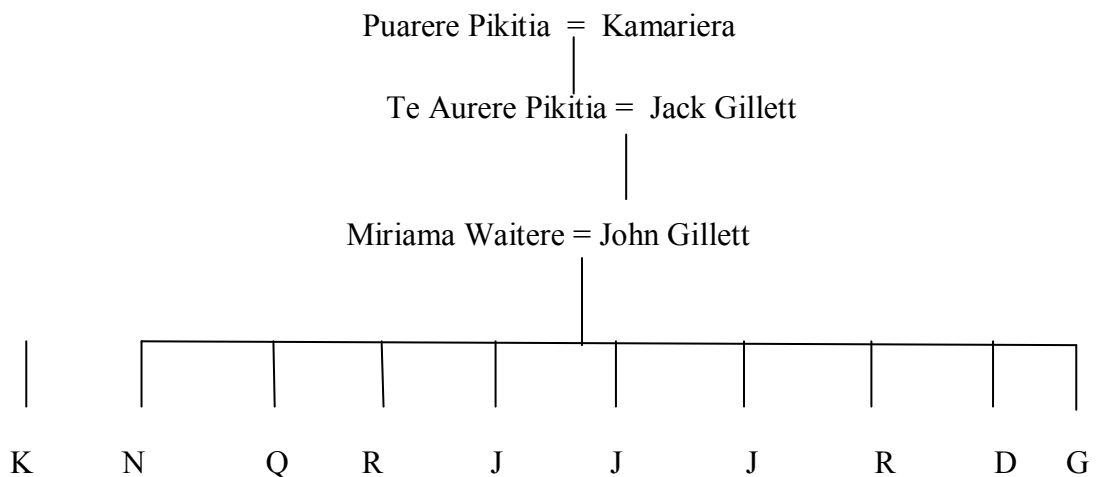 Puarere Pikitia = Kamariera
Te Aurere Pikitia = Jack Gillett
Miriama Waitere = John Gillett
K N Q R J J J R D G